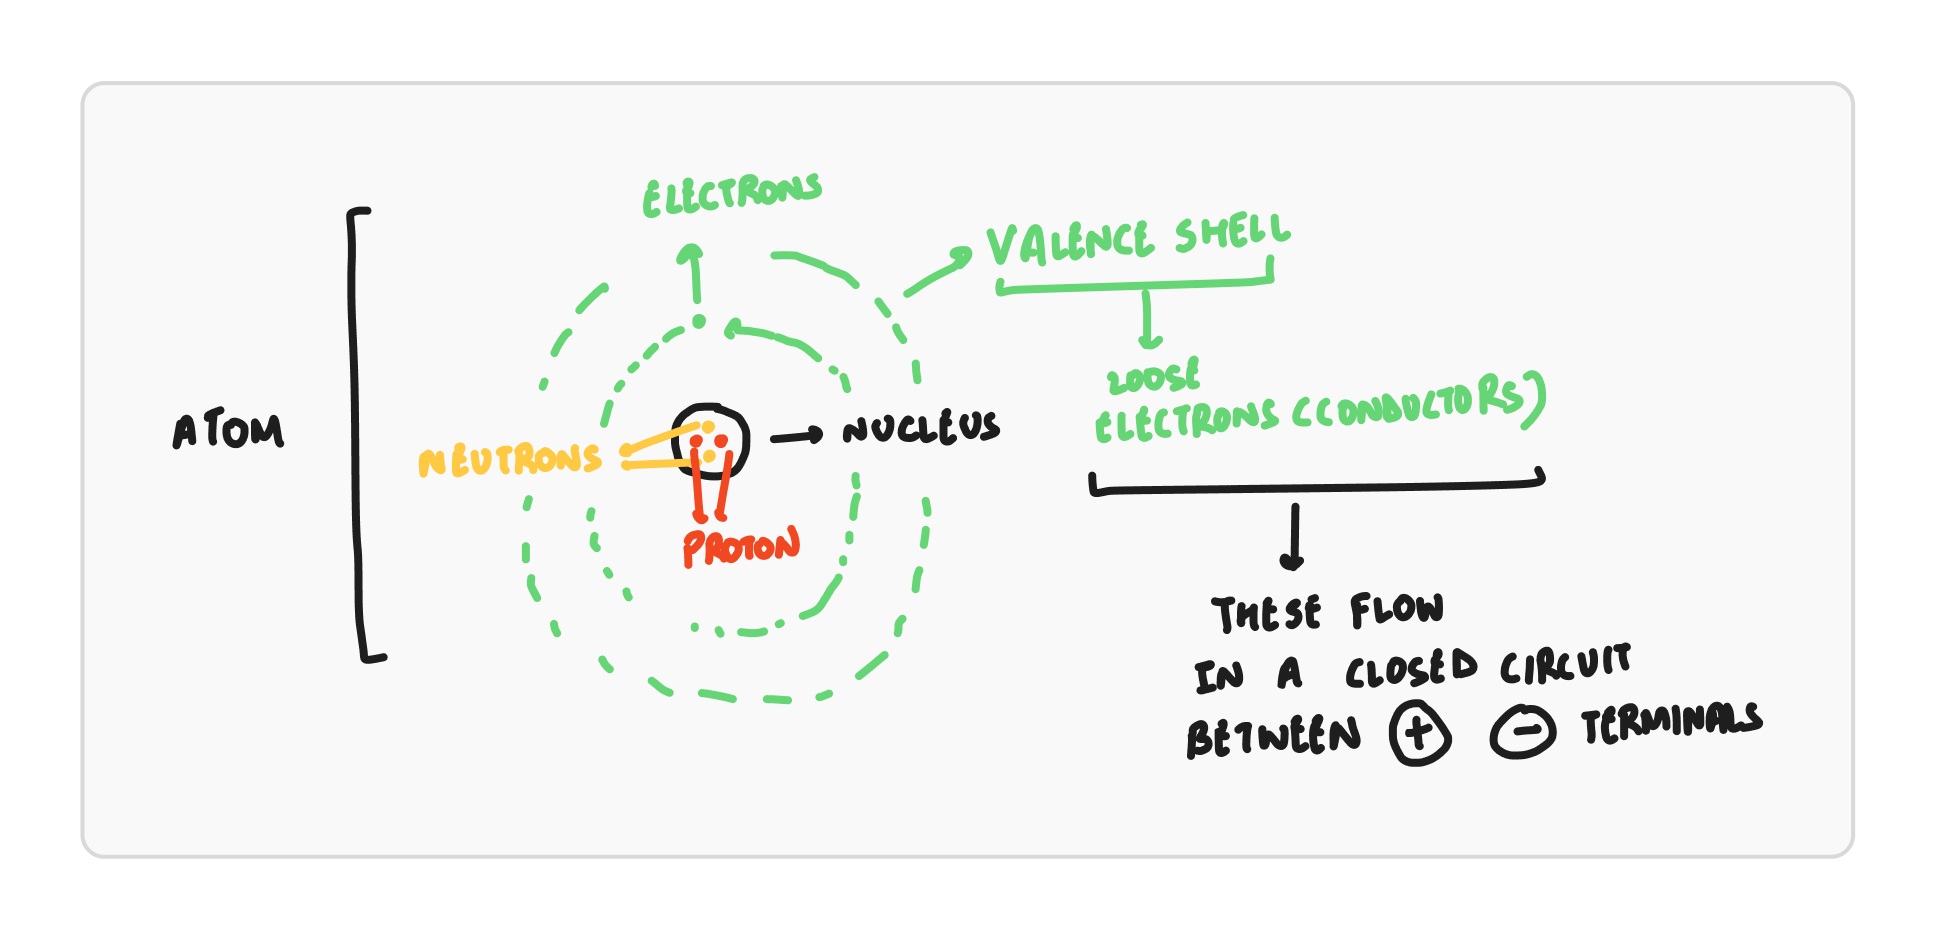 ELECTRONS
VALENCE SHELL
LOOSE
ELECTRONS (CONDUCTORS)
ATOM
NUCLEUS
NEUTRONS
PROTON
THESE FLOW
IN A CLOSED CIRCUIT
BETWEEN + - TERMINALS